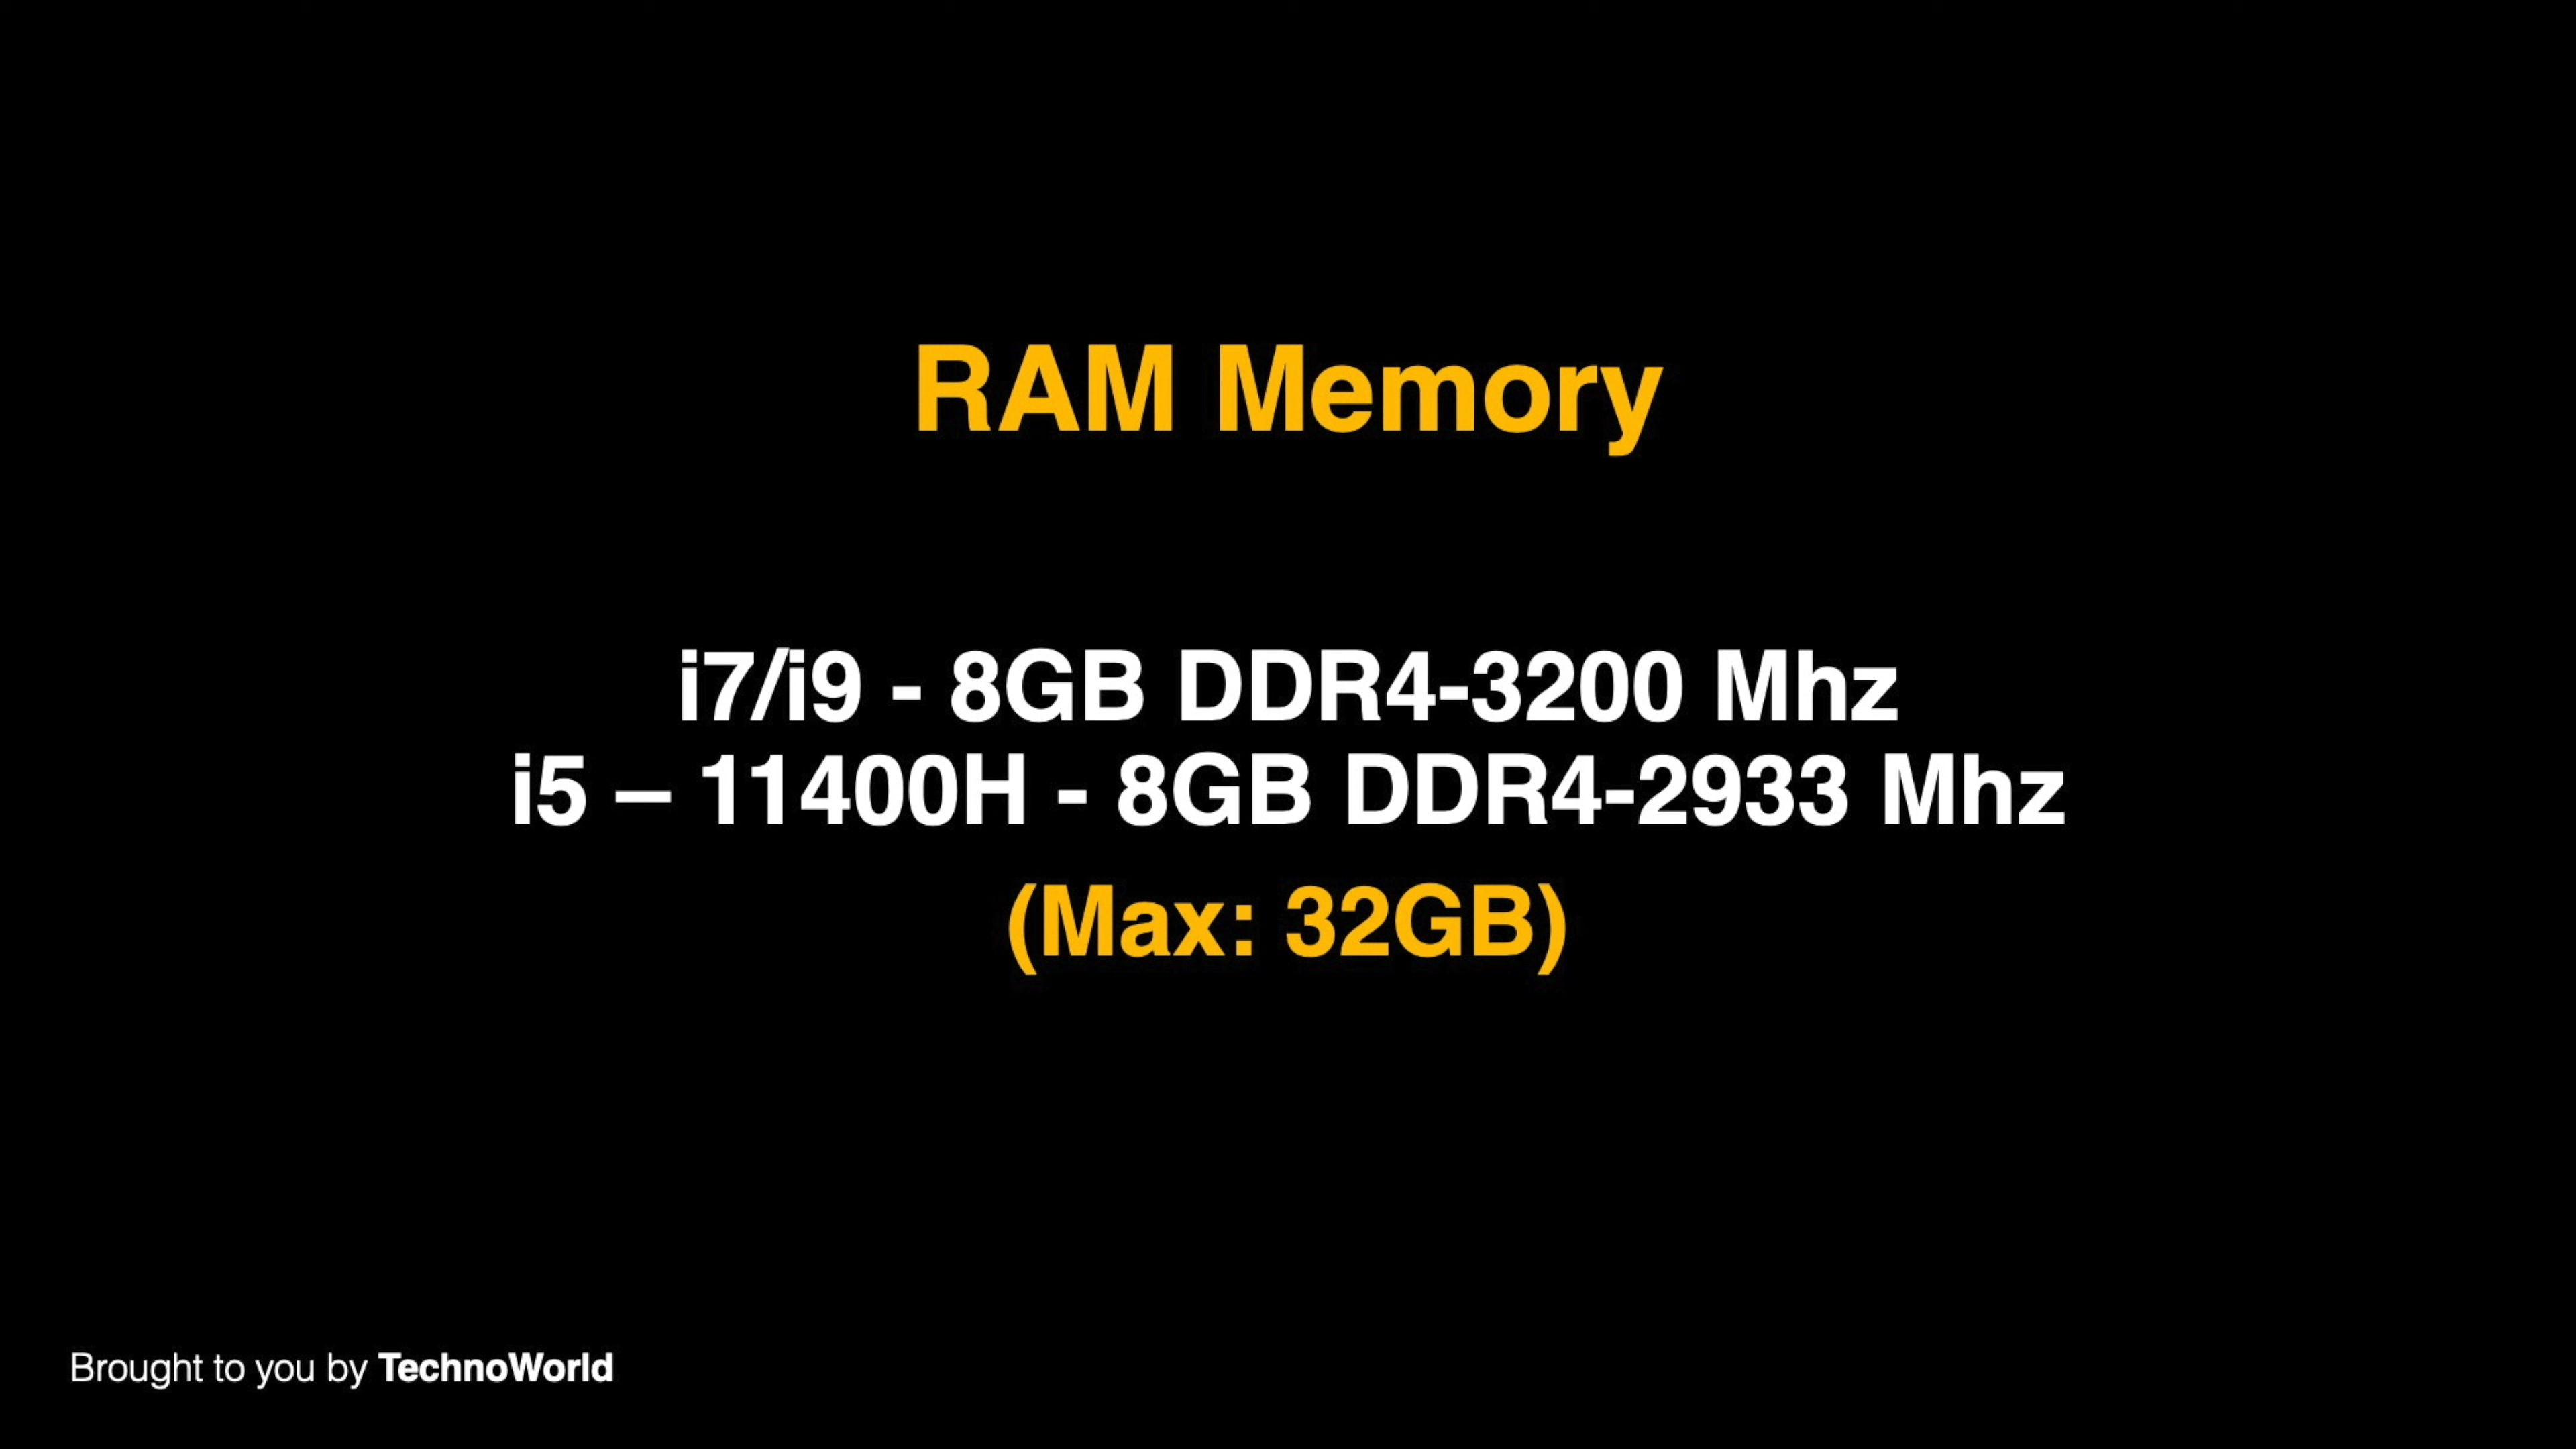 RAM Memory
i7/i9 - 8GB DDR4-3200 Mhz
i5 – 11400H - 8GB DDR4-2933 Mhz
(Max: 32GB)
Brought to you by TechnoWorld